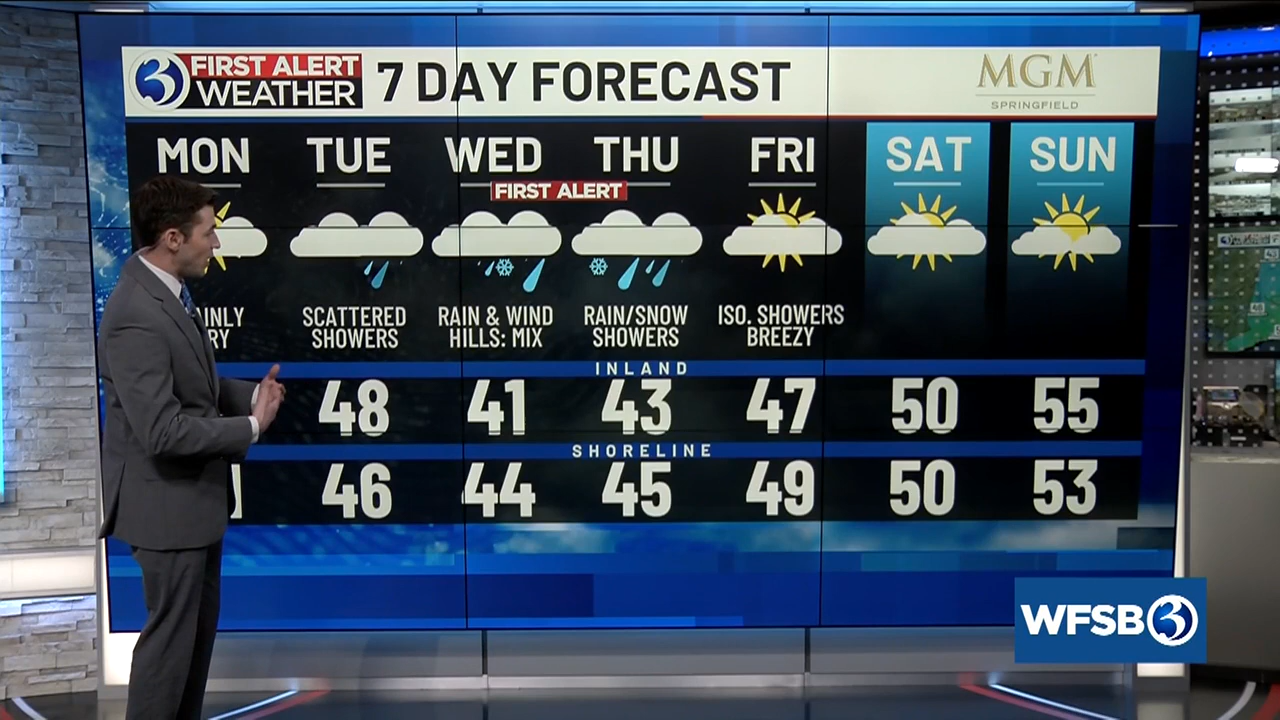 3 FIRST ALERT WEATHER
7 DAY FORECAST
MGM
SPRINGFIELD
MON TUE WED THU FRI SAT SUN
FIRST ALERT
SCATTERED SHOWERS
RAIN & WIND HILLS: MIX
RAIN/SNOW SHOWERS
ISO. SHOWERS BREEZY
INLAND
48 41 43 47 50 55
SHORELINE
46 44 45 49 50 53
WFSB 3